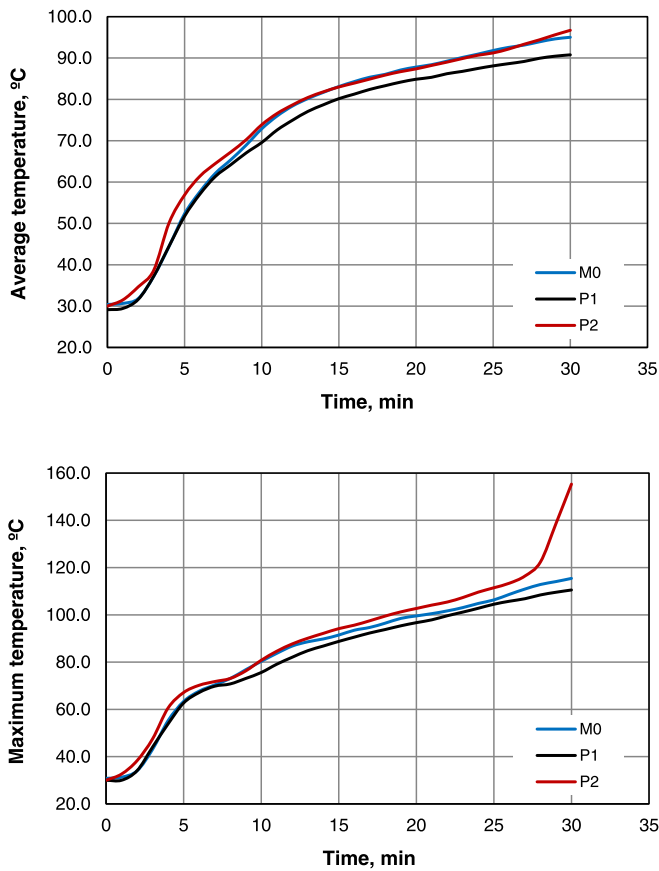 100.0
90.0
80.0
70.0
60.0
50.0
40.0
30.0
20.0
Average temperature, ºC
M0
P1
P2
0 5 10 15 20 25 30 35
Time, min
160.0
140.0
120.0
100.0
80.0
60.0
40.0
20.0
Maximum temperature, ºC
M0
P1
P2
0 5 10 15 20 25 30 35
Time, min